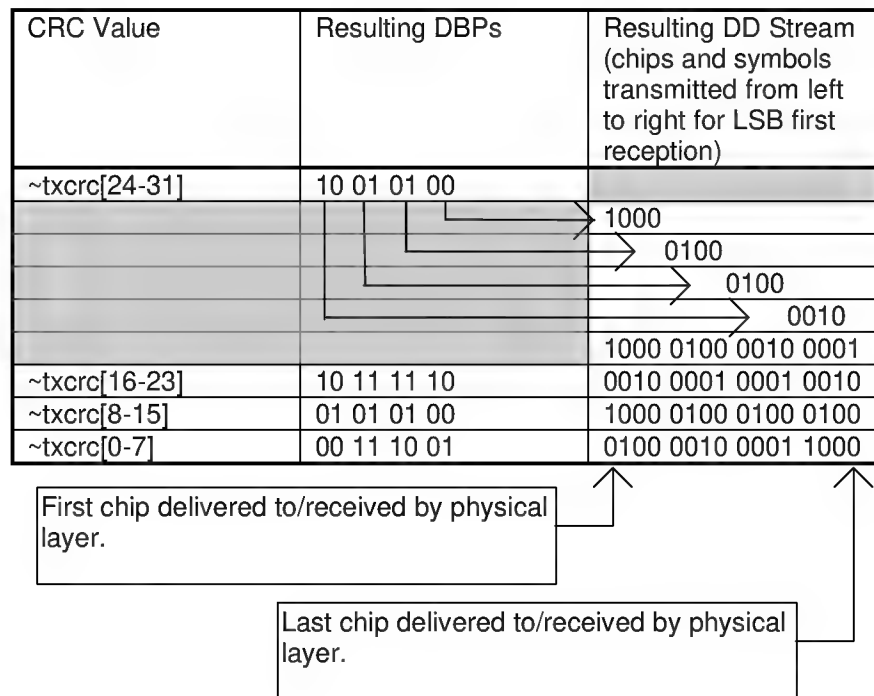 CRC Value
Resulting DBPs
Resulting DD Stream
(chips and symbols
transmitted from left
to right for LSB first
reception)
~txcrc[24-31]
10 01 01 00
1000
0100
0100
0010
1000 0100 0010 0001
~txcrc[16-23]
10 11 11 10
0010 0001 0001 0010
~txcrc[8-15]
01 01 01 00
1000 0100 0100 0100
~txcrc[0-7]
00 11 10 01
0100 0010 0001 1000
First chip delivered to/received by physical
layer.
Last chip delivered to/received by physical
layer.